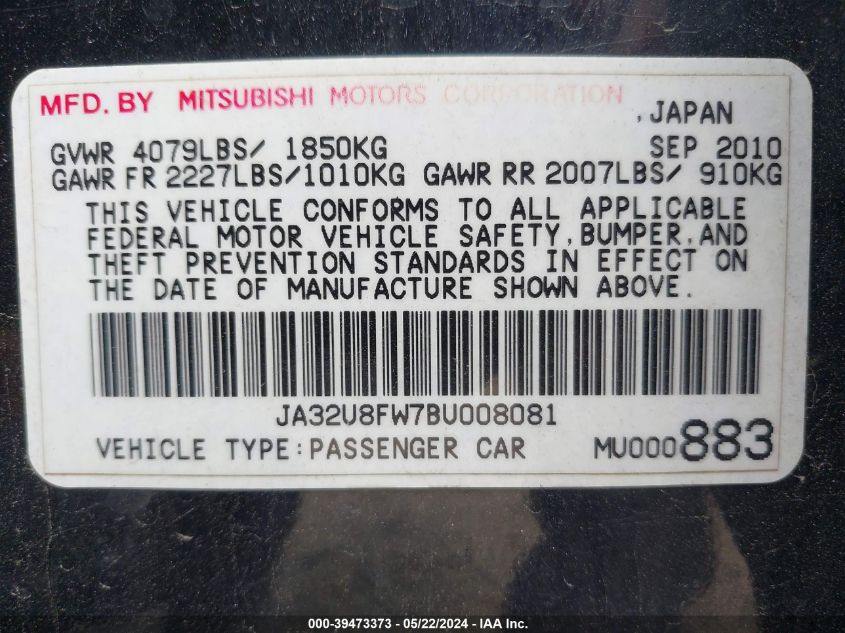 MFD. BY MITSUBISHI MOTORS CORPORATION
, JAPAN
GVWR 4079LBS/ 1850KG SEP 2010
GAWR FR 2227LBS/1010KG GAWR RR 2007LBS/ 910KG
THIS VEHICLE CONFORMS TO ALL APPLICABLE
FEDERAL MOTOR VEHICLE SAFETY, BUMPER, AND
THEFT PREVENTION STANDARDS IN EFFECT ON
THE DATE OF MANUFACTURE SHOWN ABOVE.
JA32U8FW7BU008081
VEHICLE TYPE: PASSENGER CAR MU000883
000-39473373 - 05/22/2024 - IAA Inc.